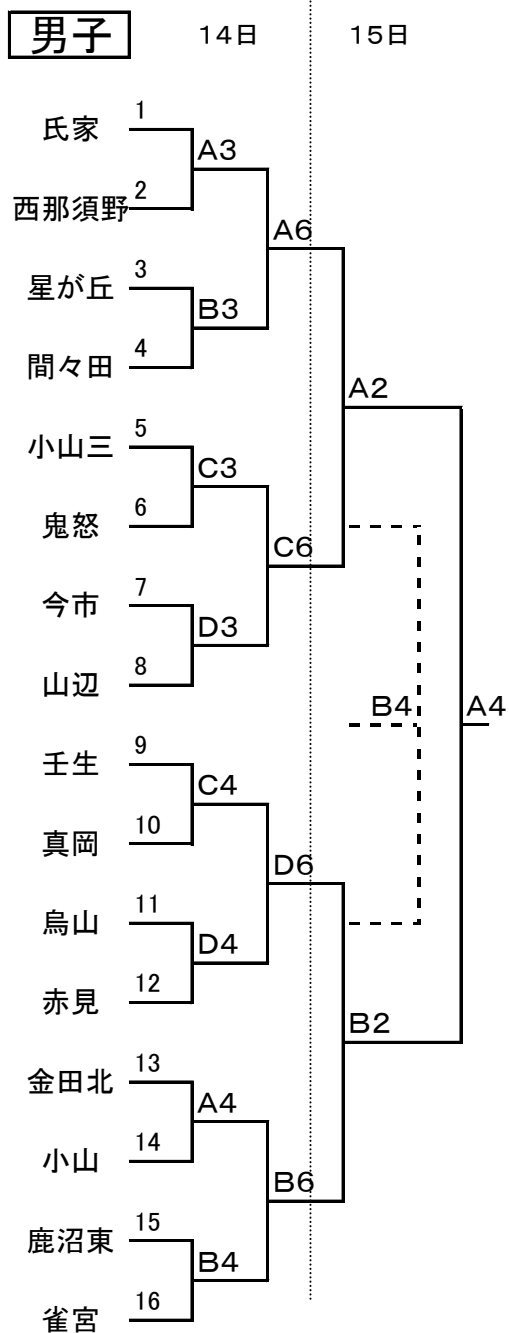 男子 14日 15日
1
氏家
A3
2
西那須野
A6
3
星が丘
B3
4
間々田
A2
5
小山三
C3
6
鬼怒
C6
7
今市
D3
8
山辺
B4 A4
9
壬生
C4
10
真岡
D6
11
烏山
D4
12
赤見
B2
13
金田北
A4
14
小山
B6
15
鹿沼東
B4
16
雀宮